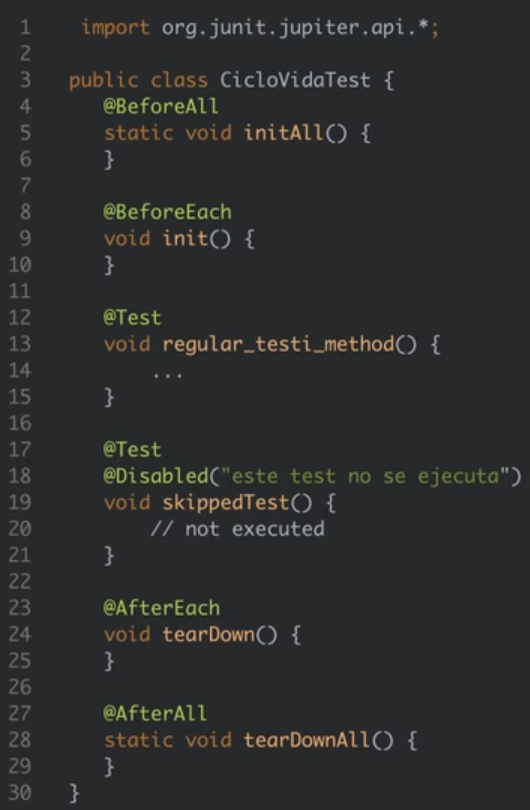 1 import org.junit.jupiter.api.*;
2
3 public class CicloVidaTest {
4 @BeforeAll
5 static void initAll() {
6 }
7
8 @BeforeEach
9 void init() {
10 }
11
12 @Test
13 void regular_testi_method() {
14 ...
15 }
16
17 @Test
18 @Disabled("este test no se ejecuta")
19 void skippedTest() {
20 // not executed
21 }
22
23 @AfterEach
24 void tearDown() {
25 }
26
27 @AfterAll
28 static void tearDownAll() {
29 }
30 }